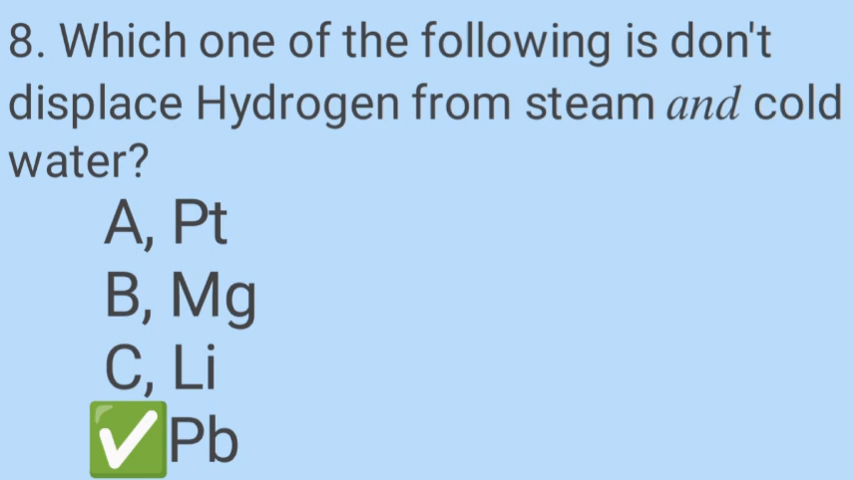 8. Which one of the following is don't
displace Hydrogen from steam and cold
water?
A, Pt
B, Mg
C, Li
✅Pb